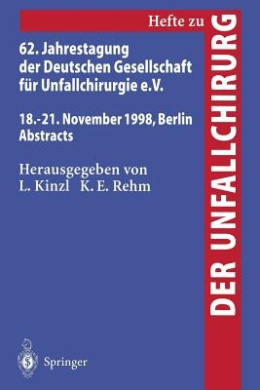 Hefte zu
DER UNFALLCHIRURG
62. Jahrestagung
der Deutschen Gesellschaft
für Unfallchirurgie e.V.
18.-21. November 1998, Berlin
Abstracts
Herausgegeben von
L. Kinzl K. E. Rehm
Springer